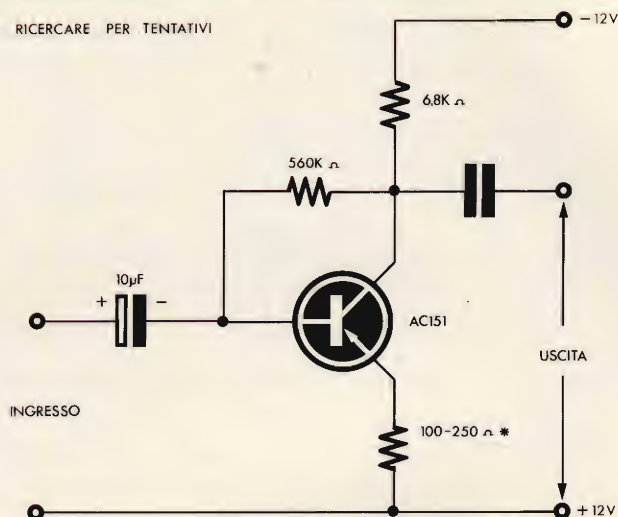 RICERCARE PER TENTATIVI
−12V
6,8K Ω
560K Ω
10µF
+ −
AC151
USCITA
INGRESSO
100-250 Ω *
+12V